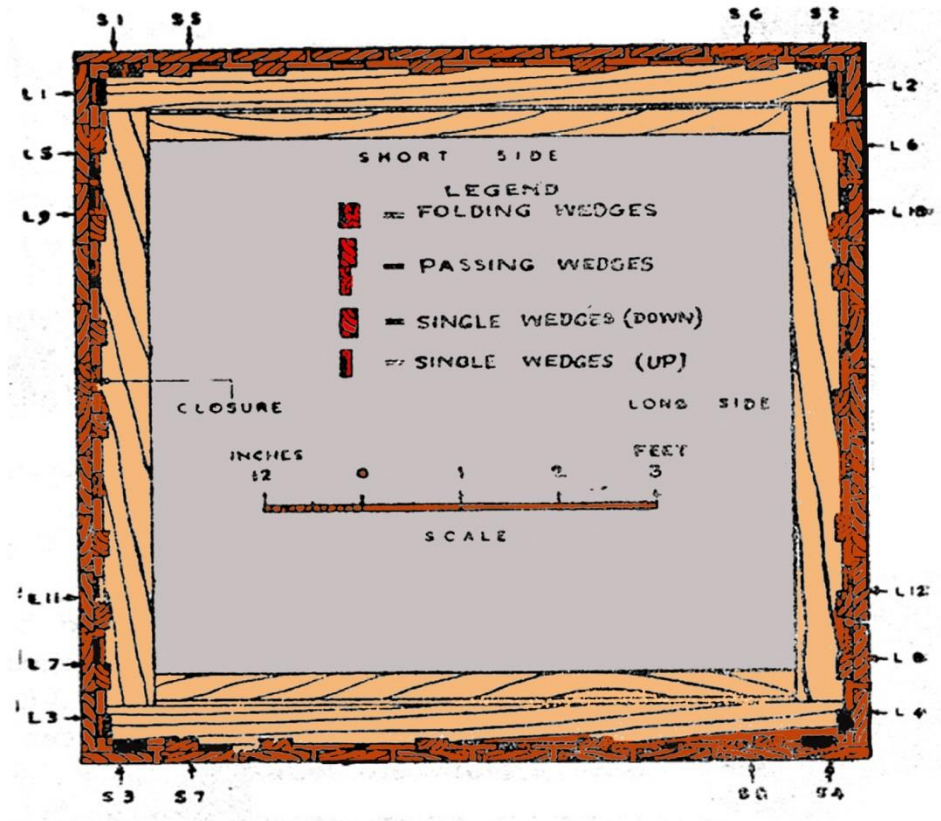 S1 S5 S6 S2
L1 L2
L5 L6
SHORT SIDE
LEGEND
L9 = FOLDING WEDGES L10
= PASSING WEDGES
= SINGLE WEDGES (DOWN)
= SINGLE WEDGES (UP)
CLOSURE LONG SIDE
INCHES FEET
12 0 1 2 3
SCALE
L11 L12
L7 L8
L3 L4
S3 S7 S8 S4